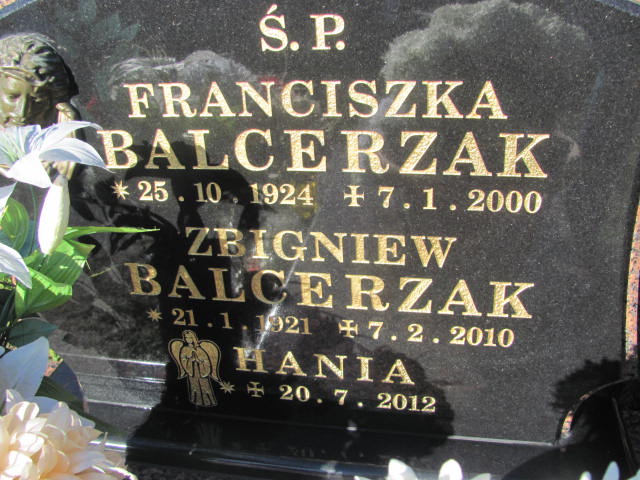 Ś.P.
FRANCISZKA
BALCERZAK
* 25.10.1924 ✝ 7.1.2000
ZBIGNIEW
BALCERZAK
* 21.1.1921 ✝ 7.2.2010
HANIA
* ✝ 20.7.2012